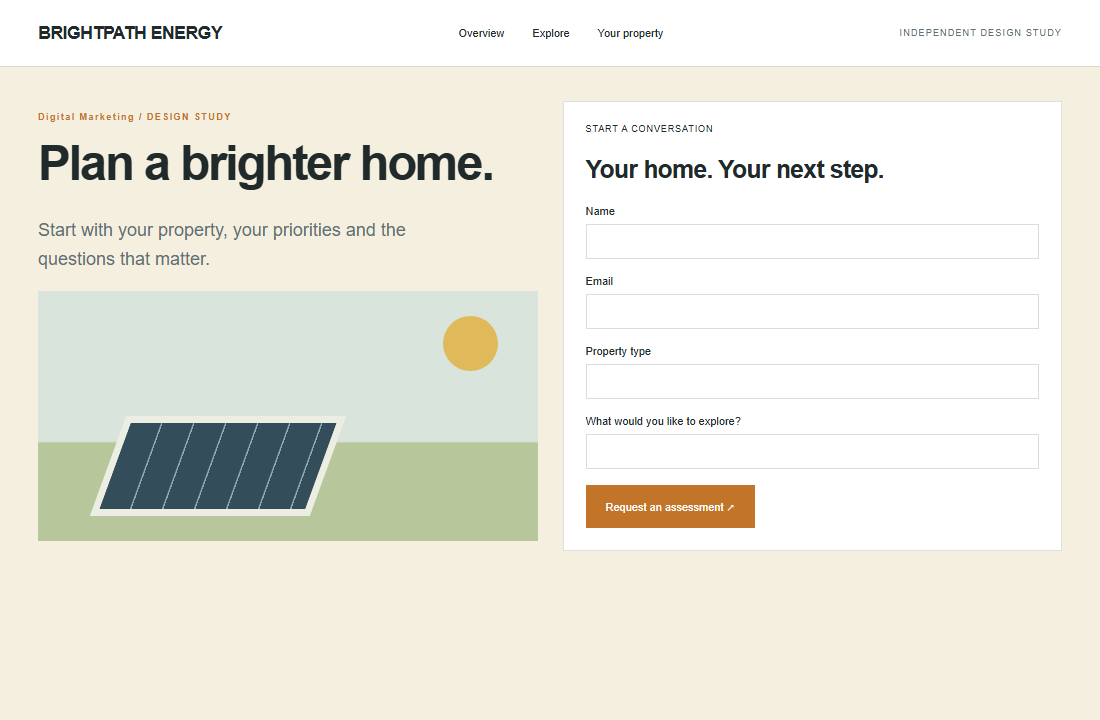 BRIGHTPATH ENERGY
Overview
Explore
Your property
INDEPENDENT DESIGN STUDY
Digital Marketing / DESIGN STUDY
Plan a brighter home.
Start with your property, your priorities and the
questions that matter.
START A CONVERSATION
Your home. Your next step.
Name
Email
Property type
What would you like to explore?
Request an assessment ↗